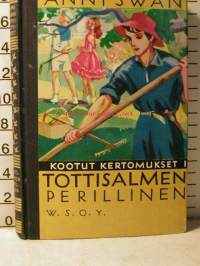 ANNI SWAN
KOOTUT KERTOMUKSET I
TOTTISALMEN
PERILLINEN
W. S. O. Y.